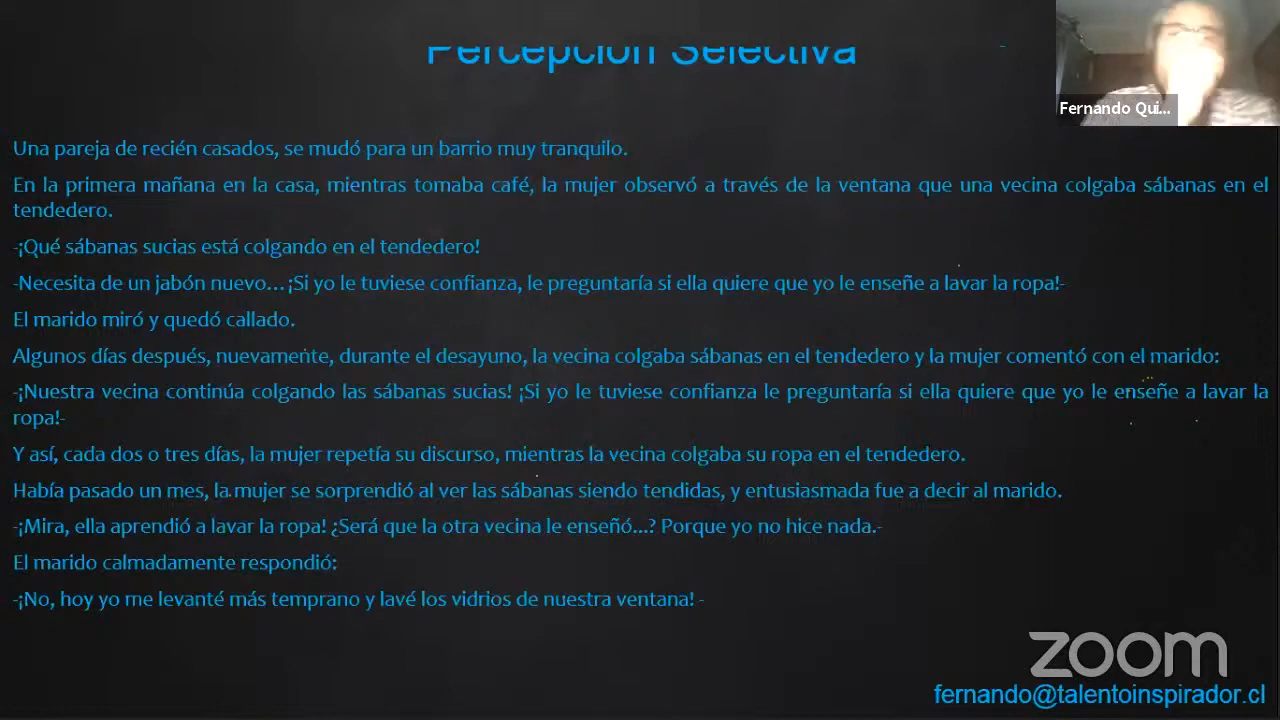 Percepción Selectiva
Fernando Qui...
Una pareja de recién casados, se mudó para un barrio muy tranquilo.
En la primera mañana en la casa, mientras tomaba café, la mujer observó a través de la ventana que una vecina colgaba sábanas en el
tendedero.
-¡Qué sábanas sucias está colgando en el tendedero!
-Necesita de un jabón nuevo...¡Si yo le tuviese confianza, le preguntaría si ella quiere que yo le enseñe a lavar la ropa!-
El marido miró y quedó callado.
Algunos días después, nuevamente, durante el desayuno, la vecina colgaba sábanas en el tendedero y la mujer comentó con el marido:
-¡Nuestra vecina continúa colgando las sábanas sucias! ¡Si yo le tuviese confianza le preguntaría si ella quiere que yo le enseñe a lavar la
ropa!-
Y así, cada dos o tres días, la mujer repetía su discurso, mientras la vecina colgaba su ropa en el tendedero.
Había pasado un mes, la mujer se sorprendió al ver las sábanas siendo tendidas, y entusiasmada fue a decir al marido.
-¡Mira, ella aprendió a lavar la ropa! ¿Será que la otra vecina le enseñó...? Porque yo no hice nada.-
El marido calmadamente respondió:
-¡No, hoy yo me levanté más temprano y lavé los vidrios de nuestra ventana! -
zoom
fernando@talentoinspirador.cl